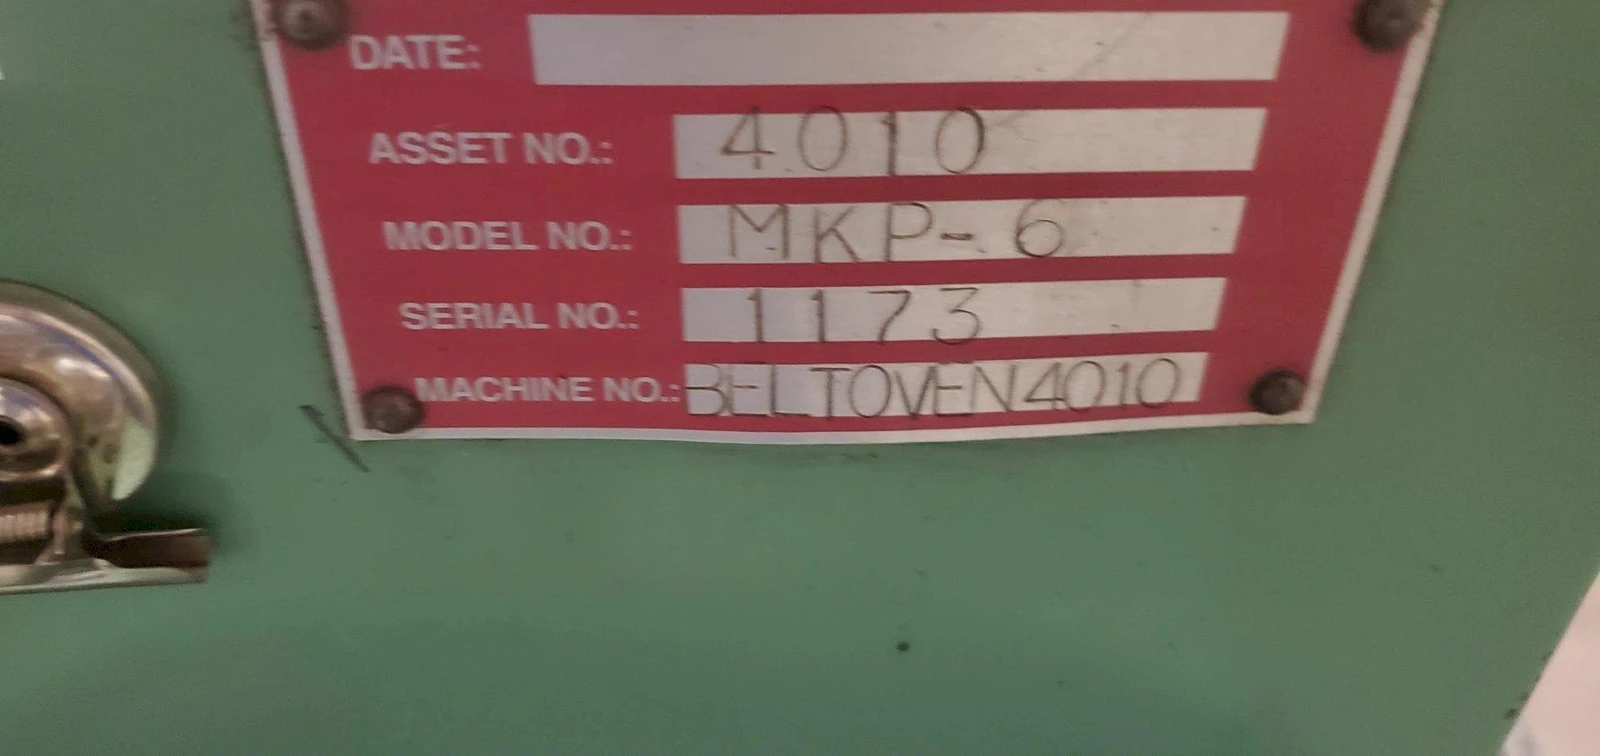 DATE:
ASSET NO.: 4010
MODEL NO.: MKP-6
SERIAL NO.: 1173
MACHINE NO.: BELTOVEN4010